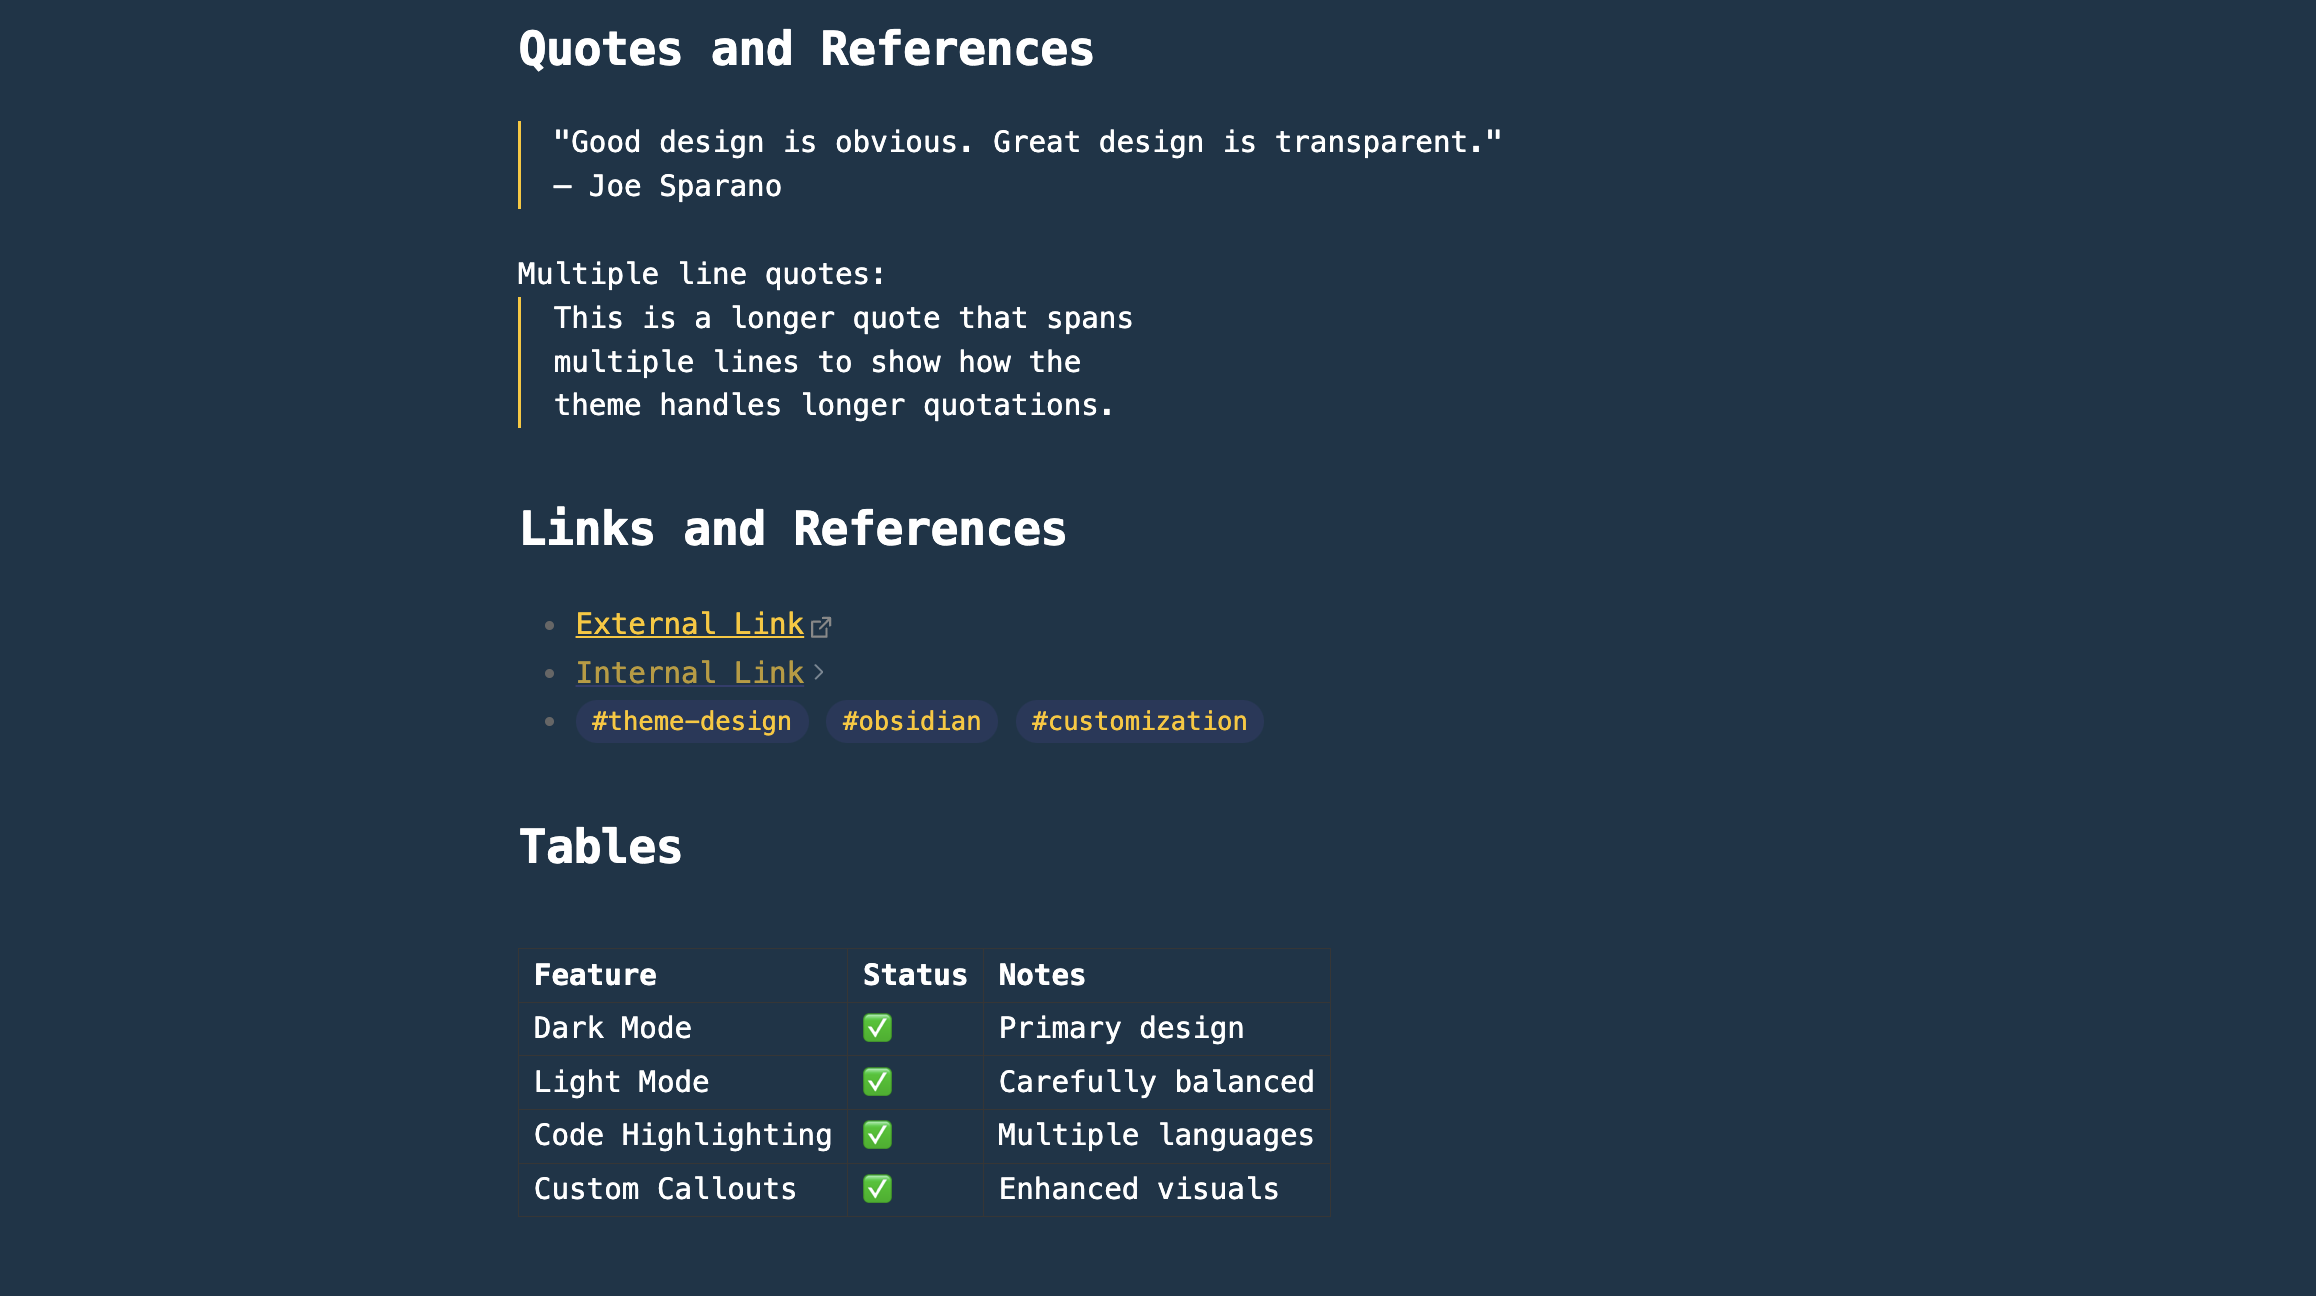 Quotes and References
"Good design is obvious. Great design is transparent."
— Joe Sparano
Multiple line quotes:
This is a longer quote that spans
multiple lines to show how the
theme handles longer quotations.
Links and References
External Link
Internal Link
#theme-design #obsidian #customization
Tables
Feature Status Notes
Dark Mode ✅ Primary design
Light Mode ✅ Carefully balanced
Code Highlighting ✅ Multiple languages
Custom Callouts ✅ Enhanced visuals